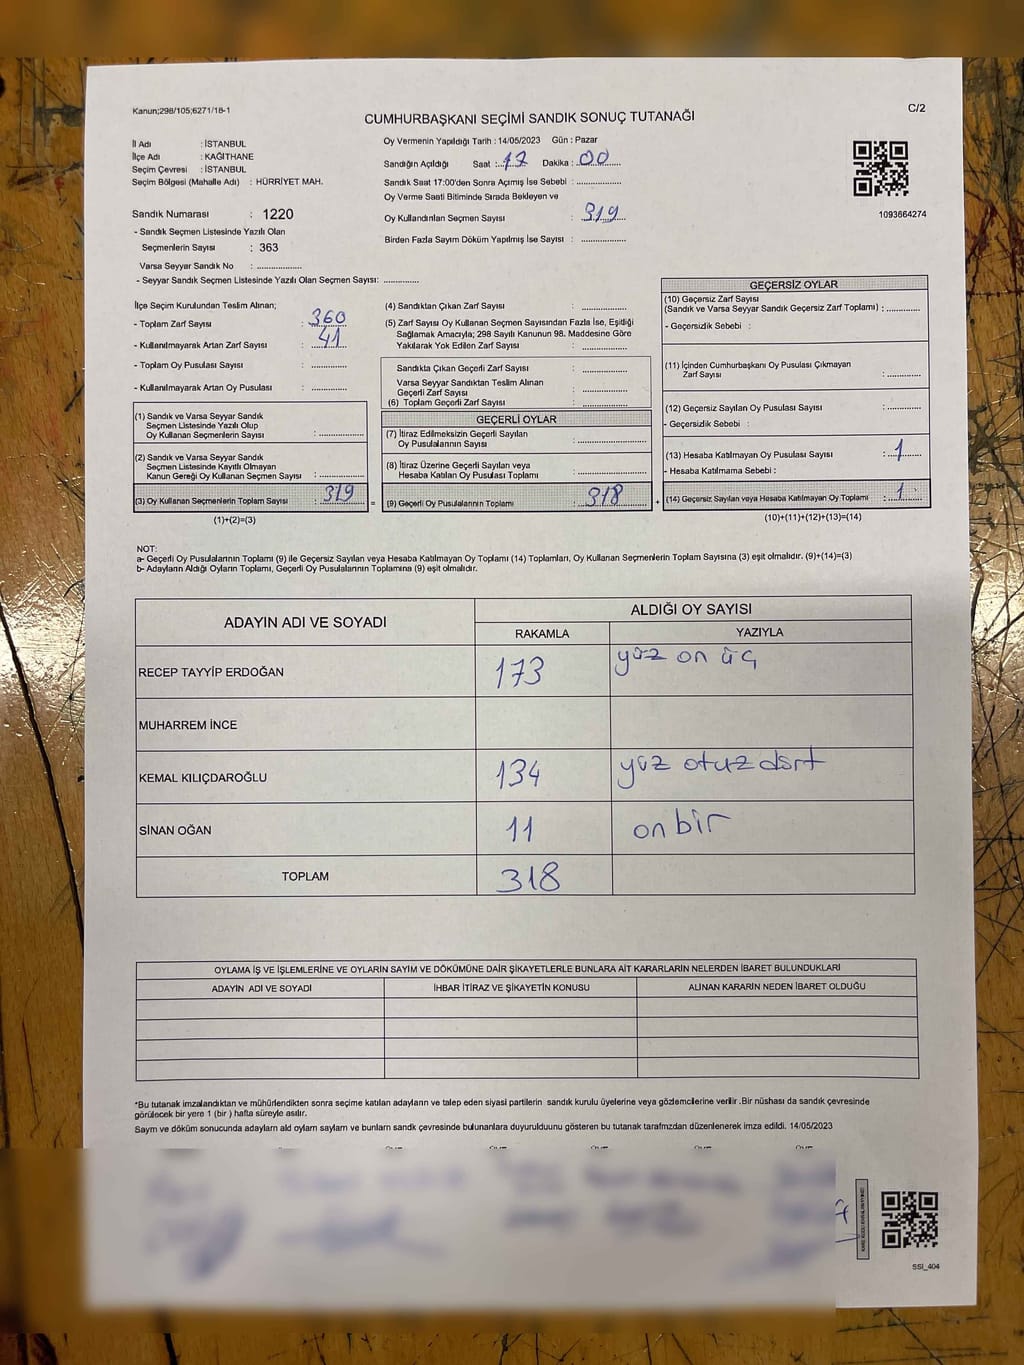 Kanun;298/105;6271/18-1
C/2
CUMHURBAŞKANI SEÇİMİ SANDIK SONUÇ TUTANAĞI
İl Adı : İSTANBUL
İlçe Adı : KAĞITHANE
Seçim Çevresi : İSTANBUL
Seçim Bölgesi (Mahalle Adı) : HÜRRİYET MAH.
Sandık Numarası : 1220
- Sandık Seçmen Listesinde Yazılı Olan
Seçmenlerin Sayısı : 363
Varsa Seyyar Sandık No : ..................
- Seyyar Sandık Seçmen Listesinde Yazılı Olan Seçmen Sayısı: ..............
Oy Vermenin Yapıldığı Tarih : 14/05/2023 Gün : Pazar
Sandığın Açıldığı Saat : 17 Dakika : 00
Sandık Saat 17:00'den Sonra Açımış İse Sebebi : ..................
Oy Verme Saati Bitiminde Sırada Bekleyen ve
Oy Kullandırılan Seçmen Sayısı : 319
Birden Fazla Sayım Döküm Yapılmış İse Sayısı : ..................
1093664274
İlçe Seçim Kurulundan Teslim Alınan;
- Toplam Zarf Sayısı : 360
- Kullanılmayarak Artan Zarf Sayısı : 41
- Toplam Oy Pusulası Sayısı : ..............
- Kullanılmayarak Artan Oy Pusulası : ..............
(1) Sandık ve Varsa Seyyar Sandık
Seçmen Listesinde Yazılı Olup
Oy Kullanan Seçmenlerin Sayısı : ..................
(2) Sandık ve Varsa Seyyar Sandık
Seçmen Listesinde Kayıtlı Olmayan
Kanun Gereği Oy Kullanan Seçmen Sayısı : ..................
(3) Oy Kullanan Seçmenlerin Toplam Sayısı : 319 =
(1)+(2)=(3)
(4) Sandıktan Çıkan Zarf Sayısı : ..................
(5) Zarf Sayısı Oy Kullanan Seçmen Sayısından Fazla İse, Eşitliği
Sağlamak Amacıyla; 298 Sayılı Kanunun 98. Maddesine Göre
Yakılarak Yok Edilen Zarf Sayısı : ..................
Sandıkta Çıkan Geçerli Zarf Sayısı : ..................
Varsa Seyyar Sandıktan Teslim Alınan
Geçerli Zarf Sayısı : ..................
(6) Toplam Geçerli Zarf Sayısı : ..................
GEÇERLİ OYLAR
(7) İtiraz Edilmeksizin Geçerli Sayılan
Oy Pusulalarının Sayısı : ..................
(8) İtiraz Üzerine Geçerli Sayılan veya
Hesaba Katılan Oy Pusulası Toplamı : ..................
(9) Geçerli Oy Pusulalarının Toplamı : 318 +
GEÇERSİZ OYLAR
(10) Geçersiz Zarf Sayısı
(Sandık ve Varsa Seyyar Sandık Geçersiz Zarf Toplamı) : ..............
- Geçersizlik Sebebi :
(11) İçinden Cumhurbaşkanı Oy Pusulası Çıkmayan
Zarf Sayısı : ..............
(12) Geçersiz Sayılan Oy Pusulası Sayısı : ..............
- Geçersizlik Sebebi :
(13) Hesaba Katılmayan Oy Pusulası Sayısı : 1
- Hesaba Katılmama Sebebi :
(14) Geçersiz Sayılan veya Hesaba Katılmayan Oy Toplamı : 1
(10)+(11)+(12)+(13)=(14)
NOT:
a- Geçerli Oy Pusulalarının Toplamı (9) ile Geçersiz Sayılan veya Hesaba Katılmayan Oy Toplamı (14) Toplamları, Oy Kullanan Seçmenlerin Toplam Sayısına (3) eşit olmalıdır. (9)+(14)=(3)
b- Adayların Aldığı Oyların Toplamı, Geçerli Oy Pusulalarının Toplamına (9) eşit olmalıdır.
ADAYIN ADI VE SOYADI
ALDIĞI OY SAYISI
RAKAMLA YAZIYLA
RECEP TAYYİP ERDOĞAN 173 yüz on üç
MUHARREM İNCE
KEMAL KILIÇDAROĞLU 134 yüz otuz dört
SİNAN OĞAN 11 on bir
TOPLAM 318
OYLAMA İŞ VE İŞLEMLERİNE VE OYLARIN SAYIM VE DÖKÜMÜNE DAİR ŞİKAYETLERLE BUNLARA AİT KARARLARIN NELERDEN İBARET BULUNDUKLARI
ADAYIN ADI VE SOYADI İHBAR İTİRAZ VE ŞİKAYETİN KONUSU ALINAN KARARIN NEDEN İBARET OLDUĞU
*Bu tutanak imzalandıktan ve mühürlendikten sonra seçime katılan adayların ve talep eden siyasi partilerin sandık kurulu üyelerine veya gözlemcilerine verilir .Bir nüshası da sandık çevresinde
görülecek bir yere 1 (bir ) hafta süreyle asılır.
Sayım ve döküm sonucunda adayların ald oyların sayların ve bunların sandk çevresinde bulunanlara duyurulduunu gösteren bu tutanak tarafmzdan düzenlenerek imza edildi. 14/05/2023
SSI_404